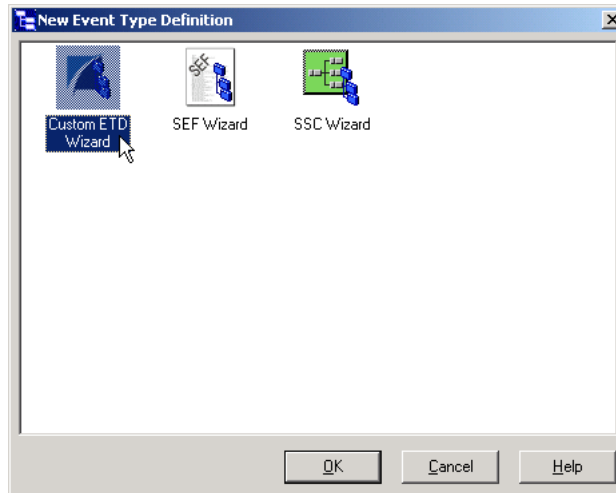 New Event Type Definition
SEF
Custom ETD
Wizard
SEF Wizard
SSC Wizard
OK
Cancel
Help